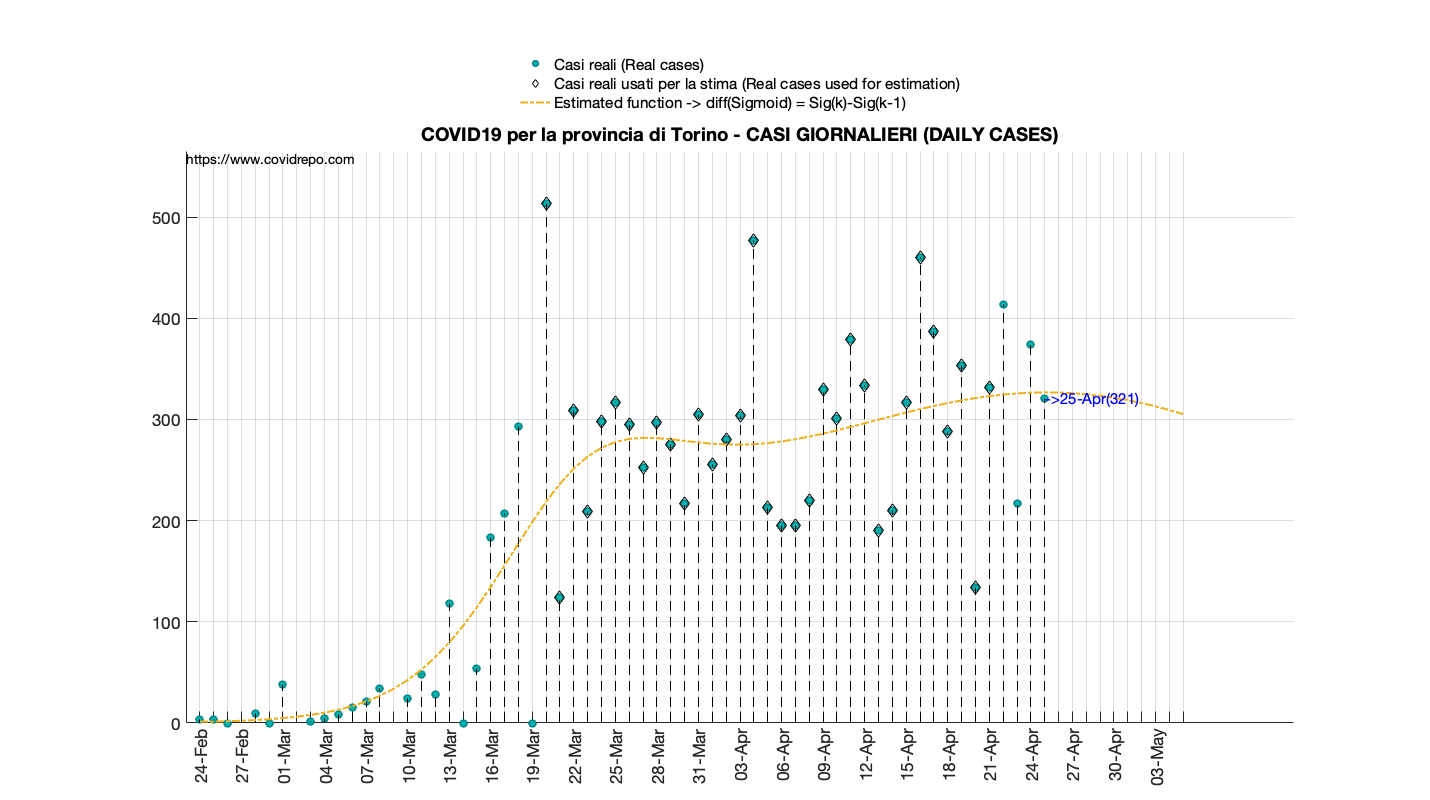 Casi reali (Real cases)
Casi reali usati per la stima (Real cases used for estimation)
Estimated function -> diff(Sigmoid) = Sig(k)-Sig(k-1)
COVID19 per la provincia di Torino - CASI GIORNALIERI (DAILY CASES)
https://www.covidrepo.com
500
400
300
200
100
0
->25-Apr(321)
24-Feb
27-Feb
01-Mar
04-Mar
07-Mar
10-Mar
13-Mar
16-Mar
19-Mar
22-Mar
25-Mar
28-Mar
31-Mar
03-Apr
06-Apr
09-Apr
12-Apr
15-Apr
18-Apr
21-Apr
24-Apr
27-Apr
30-Apr
03-May